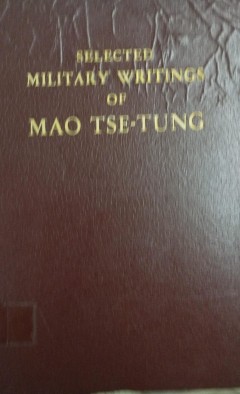 SELECTED
MILITARY WRITINGS
OF
MAO TSE-TUNG